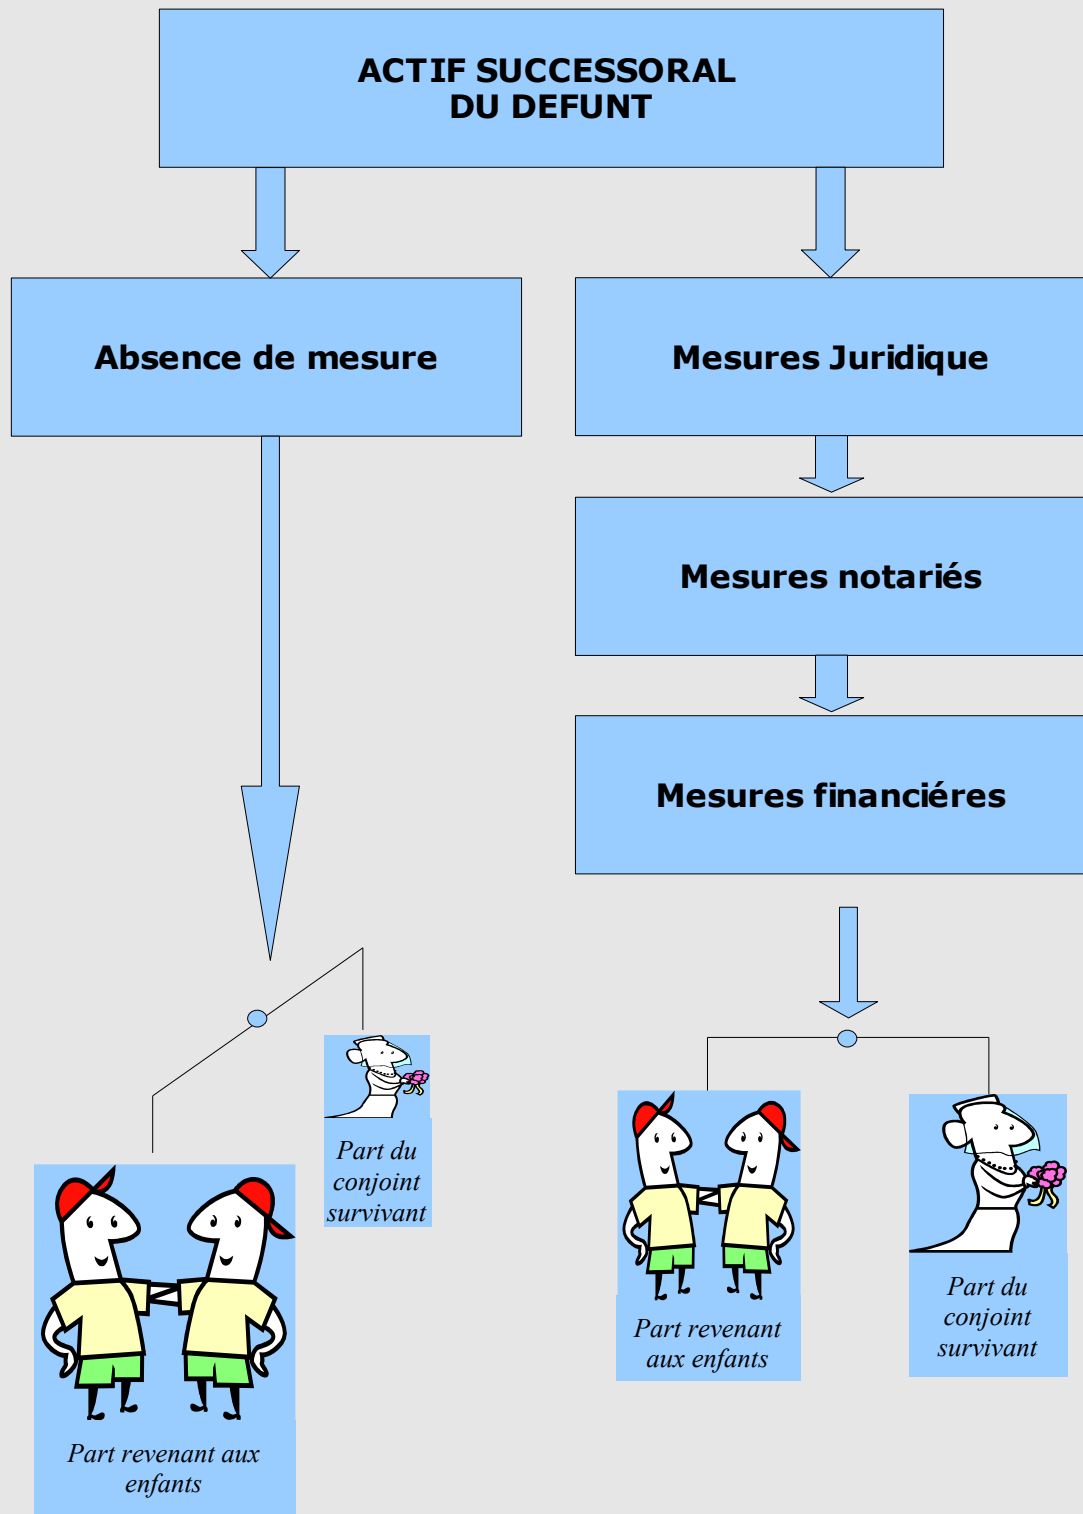 ACTIF SUCCESSORAL
DU DEFUNT
Absence de mesure
Mesures Juridique
Mesures notariés
Mesures financiéres
Part du
conjoint
survivant
Part revenant aux
enfants
Part revenant
aux enfants
Part du
conjoint
survivant